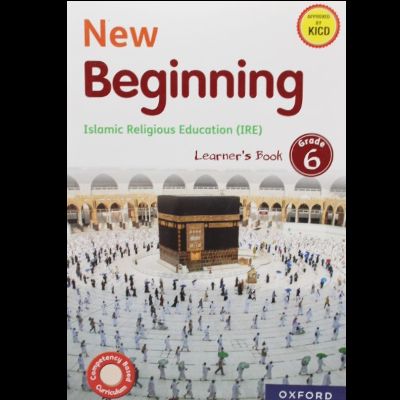 New
APPROVED
BY
KICD
Beginning
Islamic Religious Education (IRE)
Learner's Book
Grade
6
Competency Based
Curriculum
OXFORD